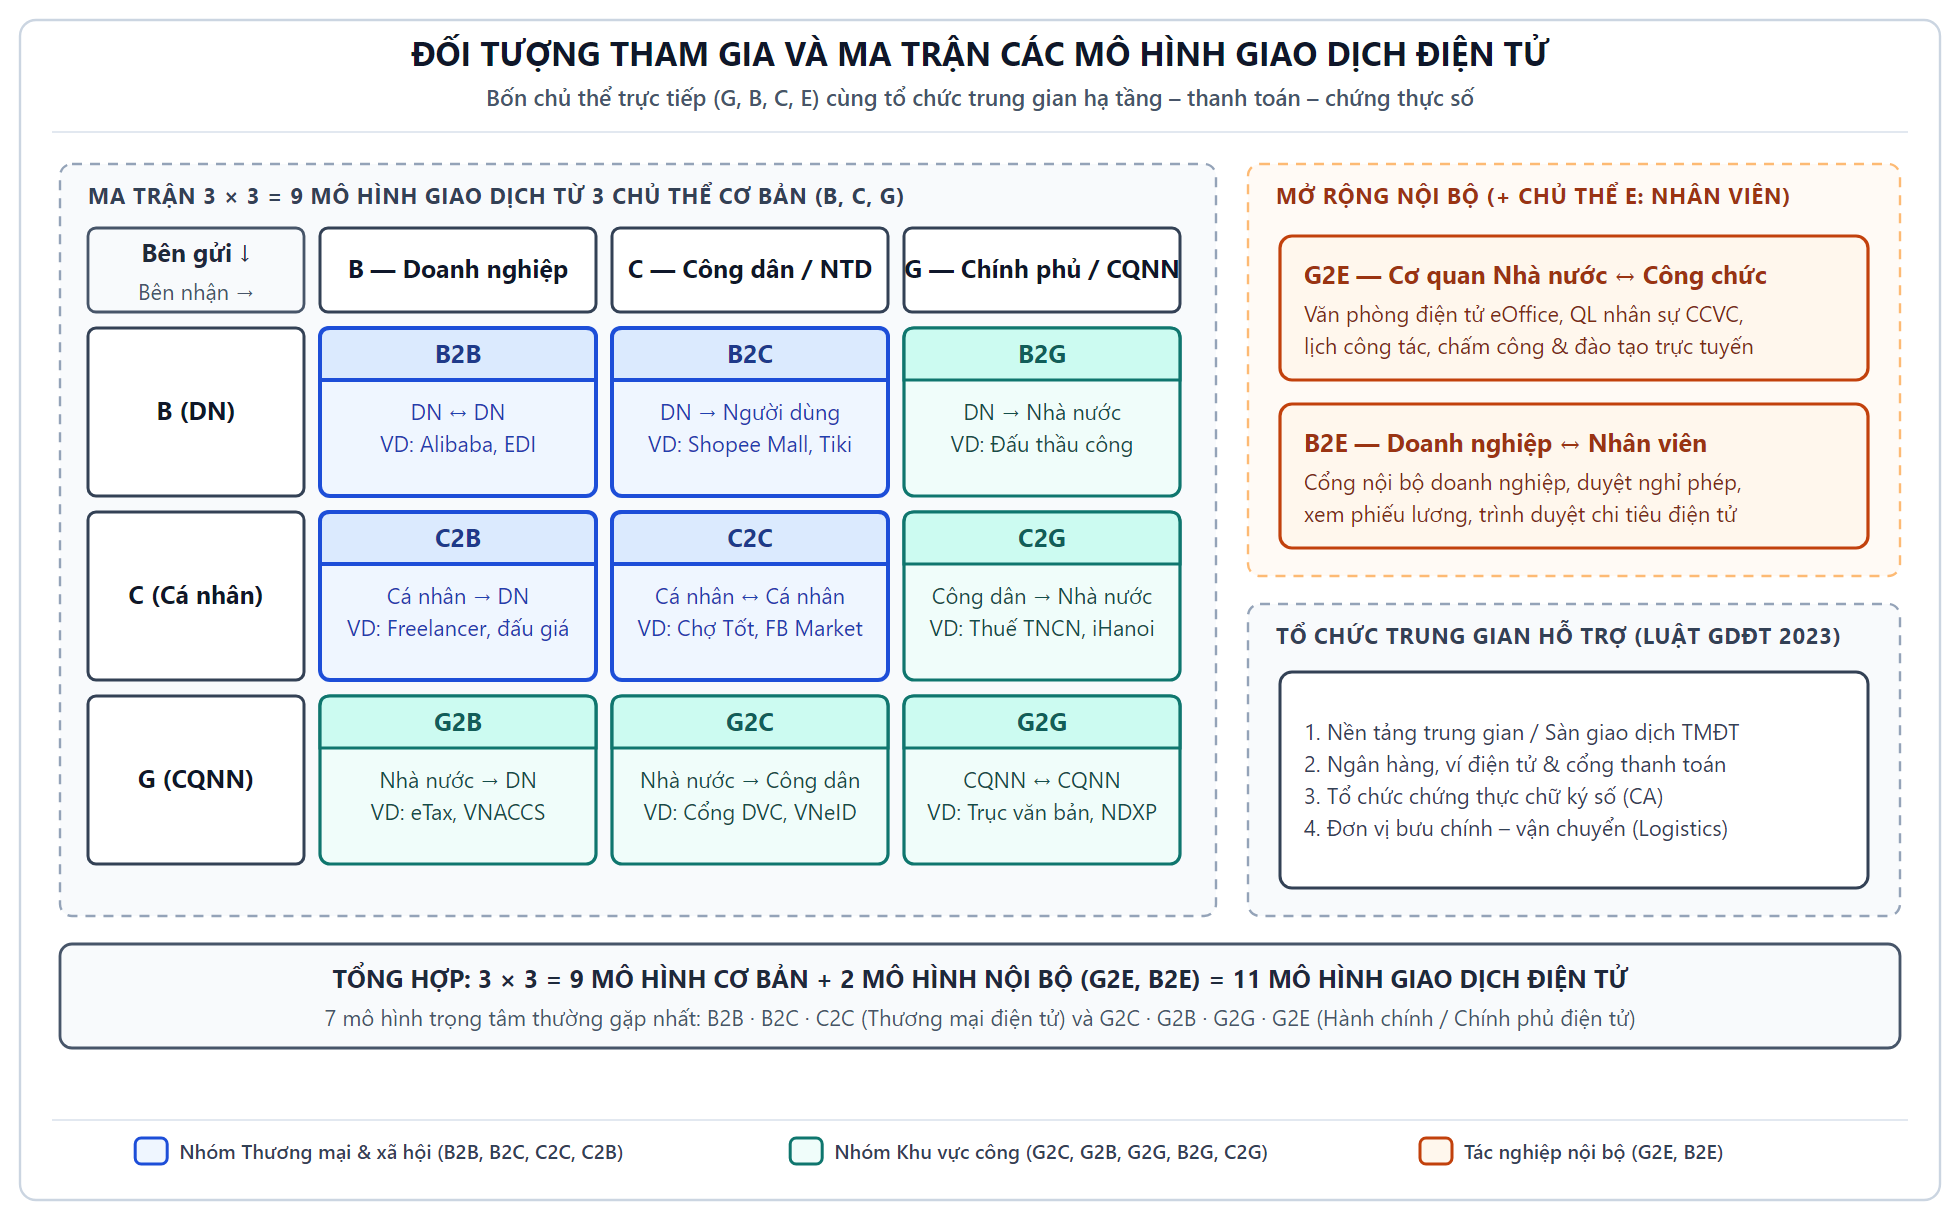 ĐỐI TƯỢNG THAM GIA VÀ MA TRẬN CÁC MÔ HÌNH GIAO DỊCH ĐIỆN TỬ
Bốn chủ thể trực tiếp (G, B, C, E) cùng tổ chức trung gian hạ tầng – thanh toán – chứng thực số
MA TRẬN 3 × 3 = 9 MÔ HÌNH GIAO DỊCH TỪ 3 CHỦ THỂ CƠ BẢN (B, C, G)
Bên gửi ↓
Bên nhận →
B — Doanh nghiệp
C — Công dân / NTD
G — Chính phủ / CQNN
B (DN)
B2B
DN ↔ DN
VD: Alibaba, EDI
B2C
DN → Người dùng
VD: Shopee Mall, Tiki
B2G
DN → Nhà nước
VD: Đấu thầu công
C (Cá nhân)
C2B
Cá nhân → DN
VD: Freelancer, đấu giá
C2C
Cá nhân ↔ Cá nhân
VD: Chợ Tốt, FB Market
C2G
Công dân → Nhà nước
VD: Thuế TNCN, iHanoi
G (CQNN)
G2B
Nhà nước → DN
VD: eTax, VNACCS
G2C
Nhà nước → Công dân
VD: Cổng DVC, VNeID
G2G
CQNN ↔ CQNN
VD: Trục văn bản, NDXP
MỞ RỘNG NỘI BỘ (+ CHỦ THỂ E: NHÂN VIÊN)
G2E — Cơ quan Nhà nước ↔ Công chức
Văn phòng điện tử eOffice, QL nhân sự CCVC,
lịch công tác, chấm công & đào tạo trực tuyến
B2E — Doanh nghiệp ↔ Nhân viên
Cổng nội bộ doanh nghiệp, duyệt nghỉ phép,
xem phiếu lương, trình duyệt chi tiêu điện tử
TỔ CHỨC TRUNG GIAN HỖ TRỢ (LUẬT GDĐT 2023)
1. Nền tảng trung gian / Sàn giao dịch TMĐT
2. Ngân hàng, ví điện tử & cổng thanh toán
3. Tổ chức chứng thực chữ ký số (CA)
4. Đơn vị bưu chính – vận chuyển (Logistics)
TỔNG HỢP: 3 × 3 = 9 MÔ HÌNH CƠ BẢN + 2 MÔ HÌNH NỘI BỘ (G2E, B2E) = 11 MÔ HÌNH GIAO DỊCH ĐIỆN TỬ
7 mô hình trọng tâm thường gặp nhất: B2B · B2C · C2C (Thương mại điện tử) và G2C · G2B · G2G · G2E (Hành chính / Chính phủ điện tử)
Nhóm Thương mại & xã hội (B2B, B2C, C2C, C2B)
Nhóm Khu vực công (G2C, G2B, G2G, B2G, C2G)
Tác nghiệp nội bộ (G2E, B2E)